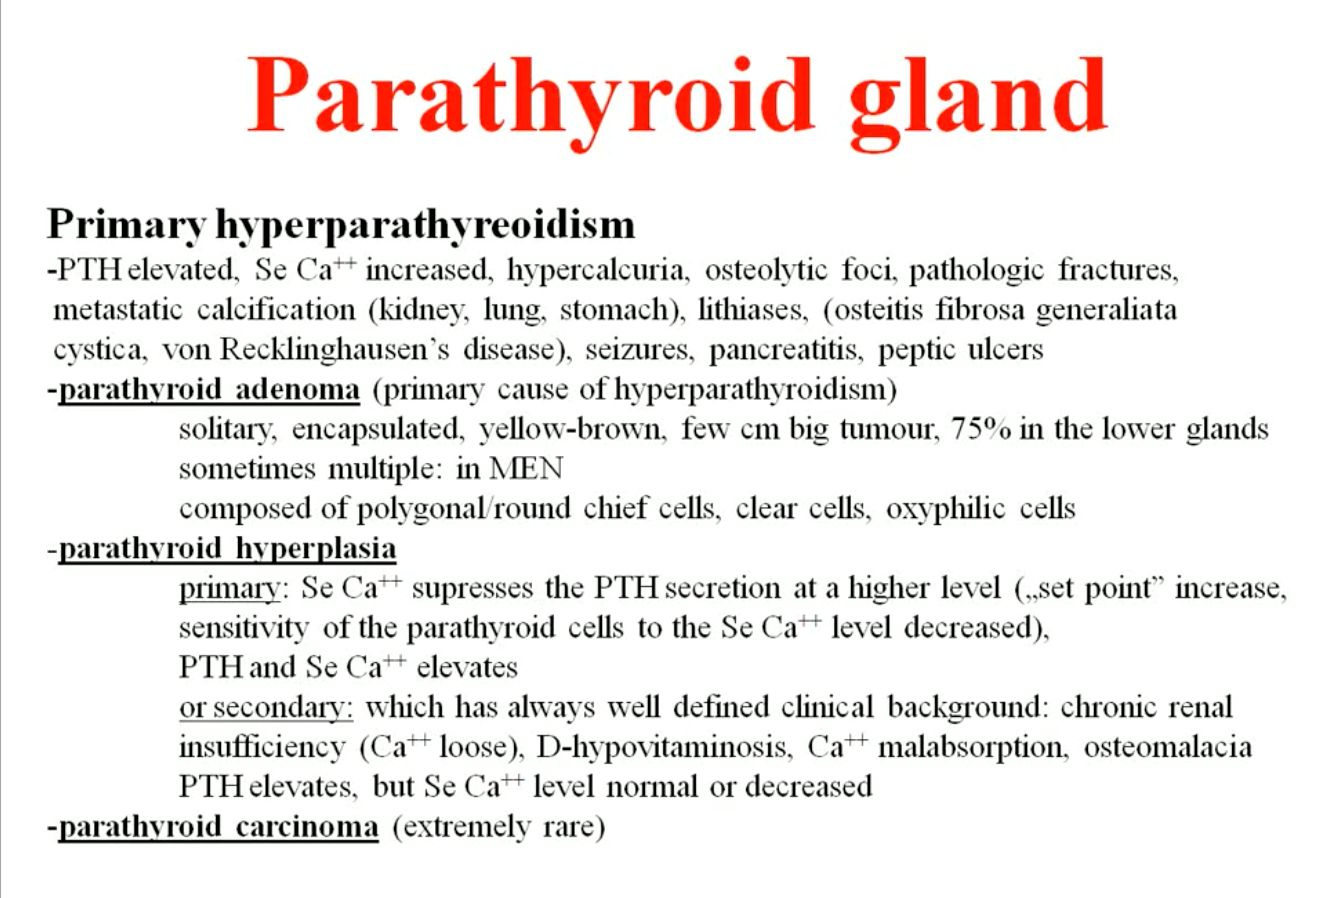 Parathyroid gland
Primary hyperparathyreoidism
-PTH elevated, Se Ca⁺⁺ increased, hypercalcuria, osteolytic foci, pathologic fractures,
metastatic calcification (kidney, lung, stomach), lithiases, (osteitis fibrosa generaliata
cystica, von Recklinghausen’s disease), seizures, pancreatitis, peptic ulcers
-parathyroid adenoma (primary cause of hyperparathyroidism)
solitary, encapsulated, yellow-brown, few cm big tumour, 75% in the lower glands
sometimes multiple: in MEN
composed of polygonal/round chief cells, clear cells, oxyphilic cells
-parathyroid hyperplasia
primary: Se Ca⁺⁺ supresses the PTH secretion at a higher level („set point” increase,
sensitivity of the parathyroid cells to the Se Ca⁺⁺ level decreased),
PTH and Se Ca⁺⁺ elevates
or secondary: which has always well defined clinical background: chronic renal
insufficiency (Ca⁺⁺ loose), D-hypovitaminosis, Ca⁺⁺ malabsorption, osteomalacia
PTH elevates, but Se Ca⁺⁺ level normal or decreased
-parathyroid carcinoma (extremely rare)